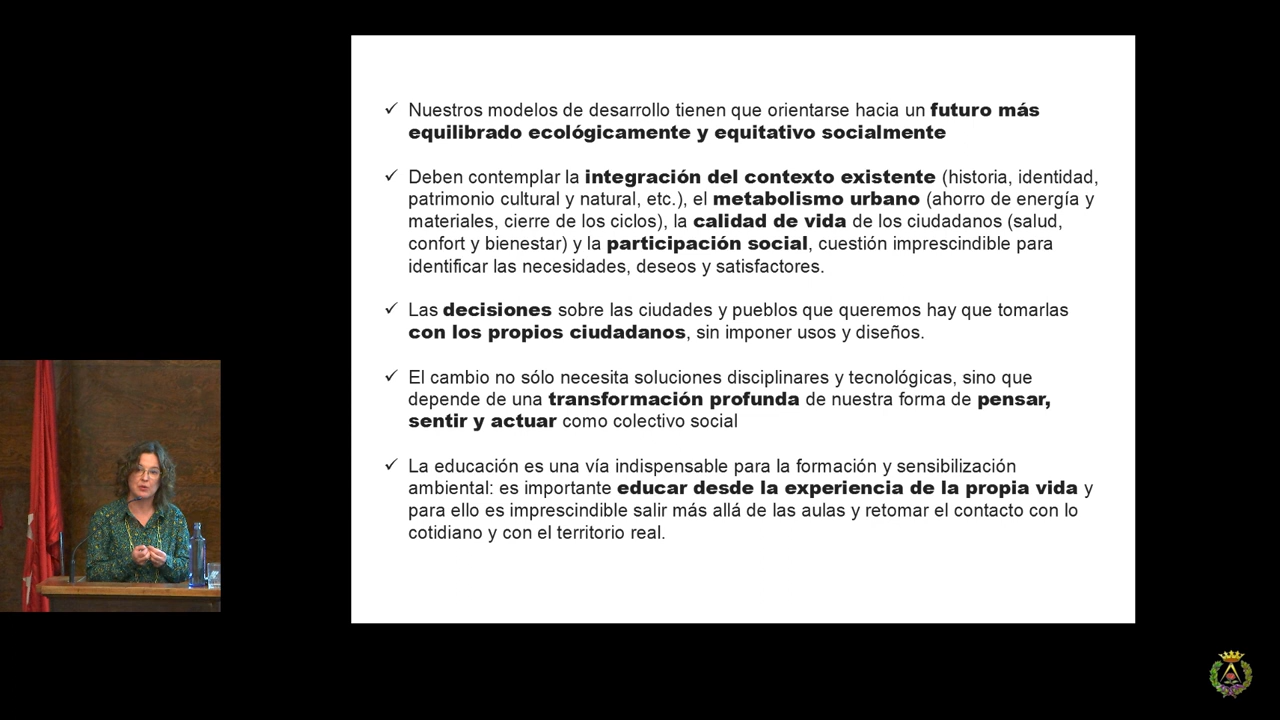 ✓ Nuestros modelos de desarrollo tienen que orientarse hacia un futuro más
equilibrado ecológicamente y equitativo socialmente
✓ Deben contemplar la integración del contexto existente (historia, identidad,
patrimonio cultural y natural, etc.), el metabolismo urbano (ahorro de energía y
materiales, cierre de los ciclos), la calidad de vida de los ciudadanos (salud,
confort y bienestar) y la participación social, cuestión imprescindible para
identificar las necesidades, deseos y satisfactores.
✓ Las decisiones sobre las ciudades y pueblos que queremos hay que tomarlas
con los propios ciudadanos, sin imponer usos y diseños.
✓ El cambio no sólo necesita soluciones disciplinares y tecnológicas, sino que
depende de una transformación profunda de nuestra forma de pensar,
sentir y actuar como colectivo social
✓ La educación es una vía indispensable para la formación y sensibilización
ambiental: es importante educar desde la experiencia de la propia vida y
para ello es imprescindible salir más allá de las aulas y retomar el contacto con lo
cotidiano y con el territorio real.